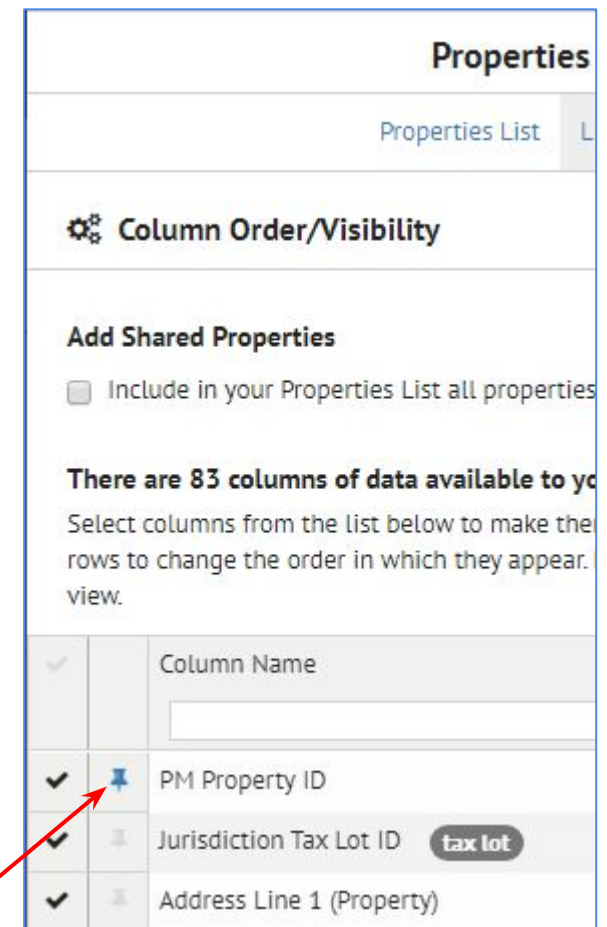 Properties
Properties List
Column Order/Visibility
Add Shared Properties
Include in your Properties List all properties
There are 83 columns of data available to
Select columns from the list below to make
rows to change the order in which they appear.
view.
Column Name
PM Property ID
Jurisdiction Tax Lot ID tax lot
Address Line 1 (Property)